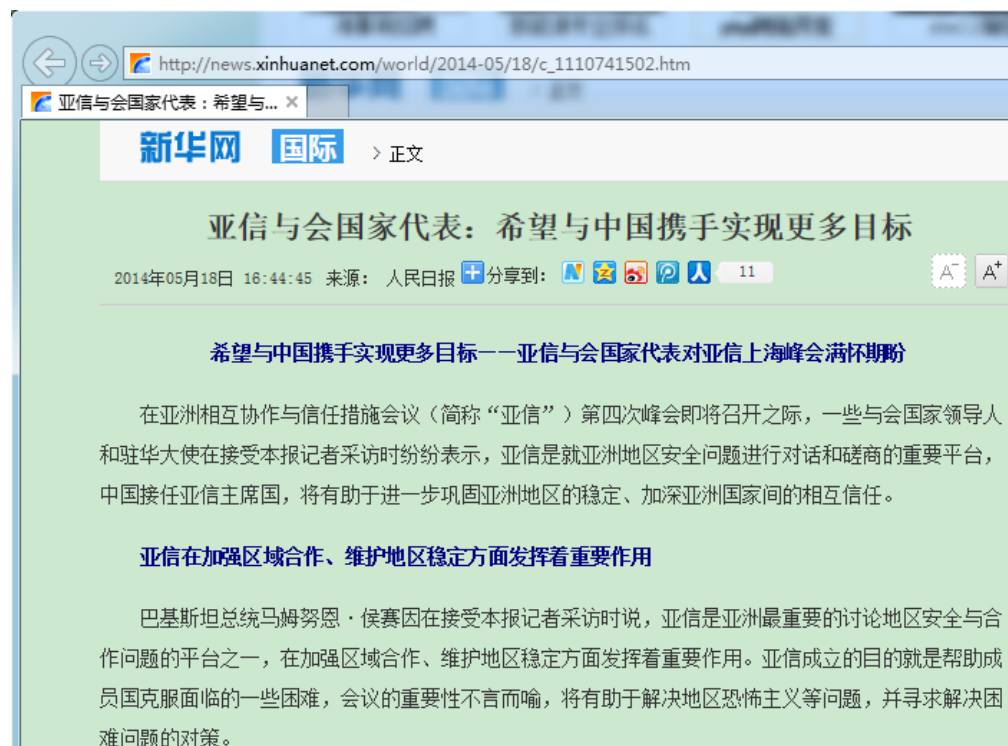 http://news.xinhuanet.com/world/2014-05/18/c_1110741502.htm
亚信与会国家代表：希望与... ×
新华网 国际 > 正文
亚信与会国家代表：希望与中国携手实现更多目标
2014年05月18日 16:44:45 来源： 人民日报 分享到： 11 A- A+
希望与中国携手实现更多目标——亚信与会国家代表对亚信上海峰会满怀期盼
在亚洲相互协作与信任措施会议（简称“亚信”）第四次峰会即将召开之际，一些与会国家领导人
和驻华大使在接受本报记者采访时纷纷表示，亚信是就亚洲地区安全问题进行对话和磋商的重要平台，
中国接任亚信主席国，将有助于进一步巩固亚洲地区的稳定、加深亚洲国家间的相互信任。
亚信在加强区域合作、维护地区稳定方面发挥着重要作用
巴基斯坦总统马姆努恩·侯赛因在接受本报记者采访时说，亚信是亚洲最重要的讨论地区安全与合
作问题的平台之一，在加强区域合作、维护地区稳定方面发挥着重要作用。亚信成立的目的就是帮助成
员国克服面临的一些困难，会议的重要性不言而喻，将有助于解决地区恐怖主义等问题，并寻求解决困
难问题的对策。